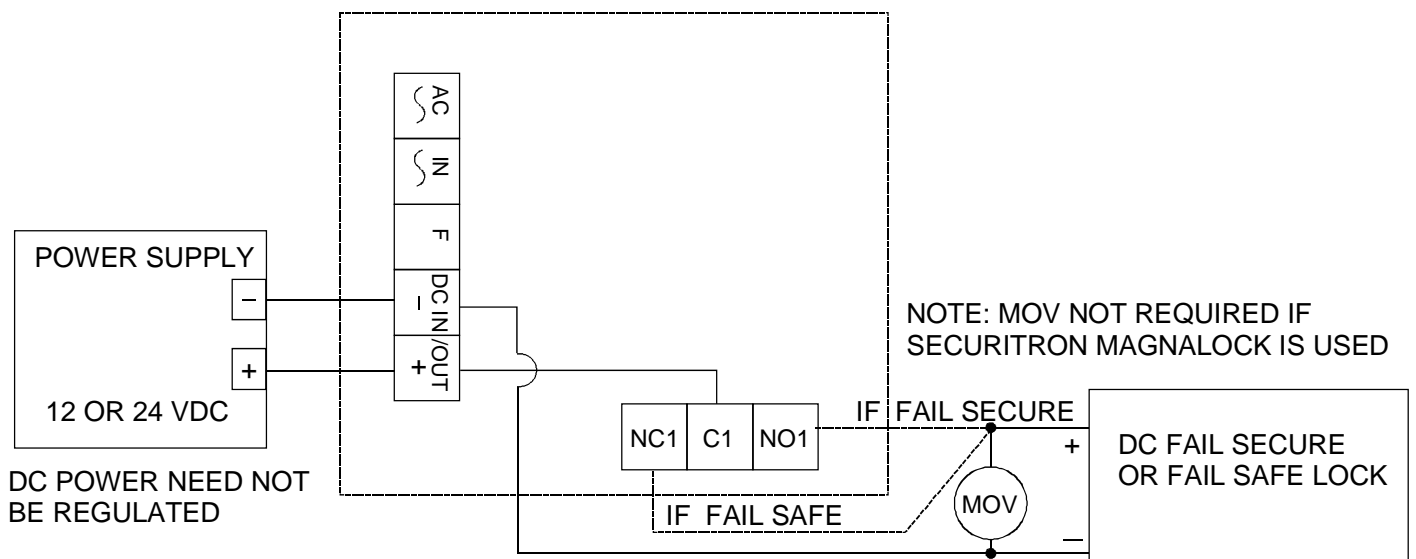 AC
IN
F
DC IN/OUT
−
+
POWER SUPPLY
−
+
12 OR 24 VDC
DC POWER NEED NOT
BE REGULATED
NOTE: MOV NOT REQUIRED IF
SECURITRON MAGNALOCK IS USED
NC1 C1 NO1
IF FAIL SECURE
IF FAIL SAFE
MOV
+
−
DC FAIL SECURE
OR FAIL SAFE LOCK